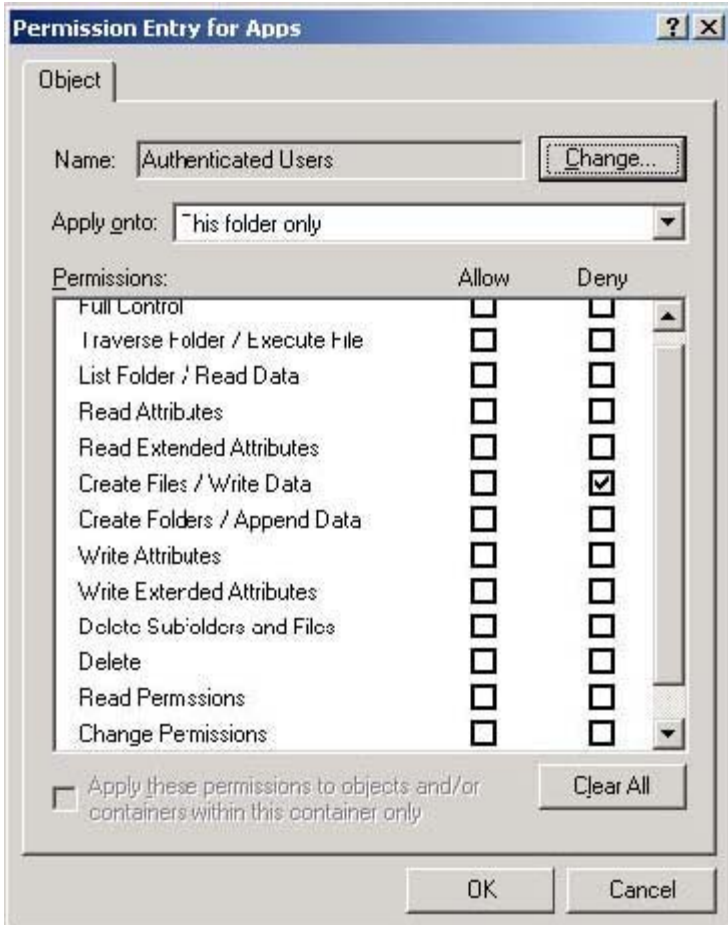 Permission Entry for Apps
Object
Name: Authenticated Users Change...
Apply onto: This folder only
Permissions: Allow Deny
Full Control
Traverse Folder / Execute File
List Folder / Read Data
Read Attributes
Read Extended Attributes
Create Files / Write Data
Create Folders / Append Data
Write Attributes
Write Extended Attributes
Delete Subfolders and Files
Delete
Read Permissions
Change Permissions
Apply these permissions to objects and/or
containers within this container only
Clear All
OK Cancel